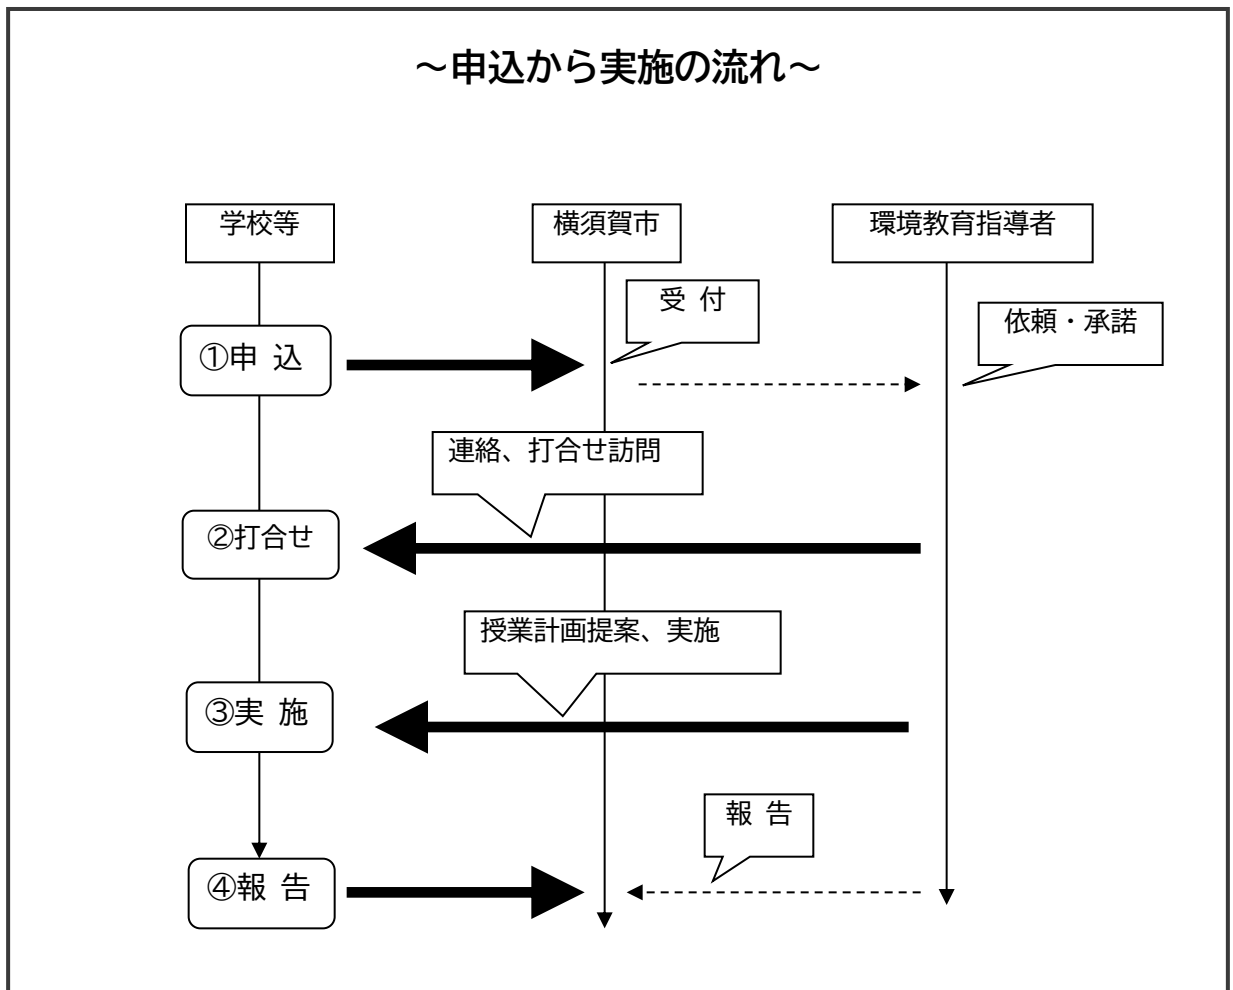 ～申込から実施の流れ～
学校等
横須賀市
環境教育指導者
受 付
依頼・承諾
①申 込
連絡、打合せ訪問
②打合せ
授業計画提案、実施
③実 施
報 告
④報 告